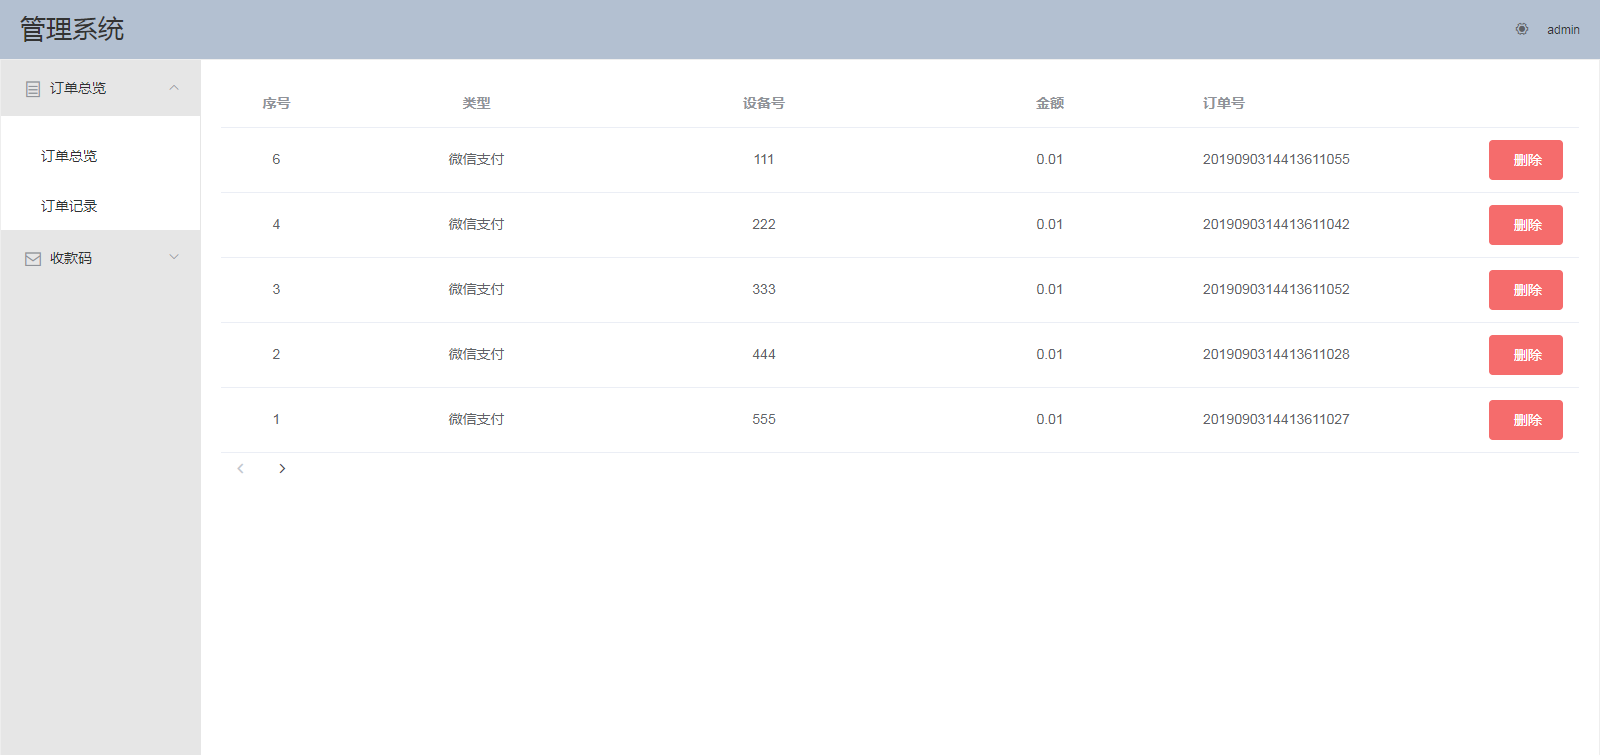 管理系统
admin
订单总览
订单总览
订单记录
收款码
序号 类型 设备号 金额 订单号
6 微信支付 111 0.01 2019090314413611055 删除
4 微信支付 222 0.01 2019090314413611042 删除
3 微信支付 333 0.01 2019090314413611052 删除
2 微信支付 444 0.01 2019090314413611028 删除
1 微信支付 555 0.01 2019090314413611027 删除